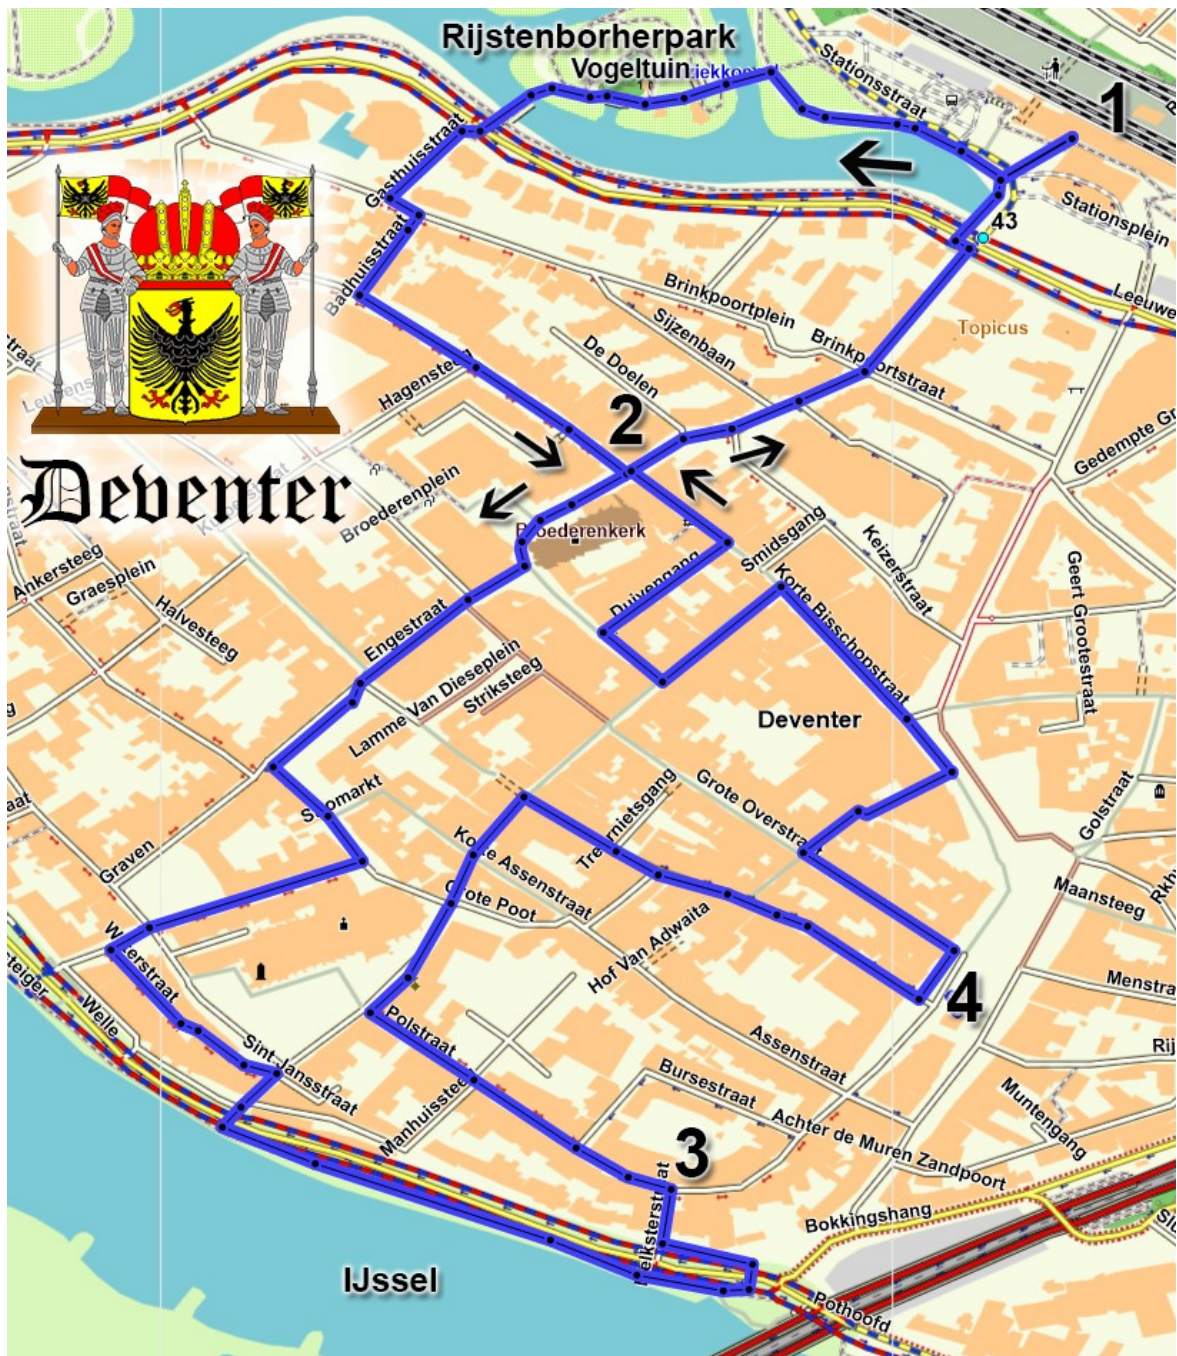 Rijstenborherpark
Vogeltuin
Stationsstraat
1
Gasthuisstraat
Stationsplein
43
Badhuisstraat
Brinkpoortplein
Leeuwe
Sijzenbaan
Topicus
De Doelen
Hagensteeg
2
Gedempte Gr
Deventer
Broederenplein
Keizerstraat
Smidsgang
Ankersteeg
Graesplein
Halvesteeg
Duivengang
Korte Bisschopstraat
Geert Grootestraat
Engestraat
Lamme Van Dieseplein
Striksteeg
Deventer
Grote Overstraat
Golstraat
Graven
Korte Assenstraat
Grote Poot
Maansteeg
Hof Van Adwaita
Menstra
4
steiger
Welle
Polstraat
Assenstraat
Rij
Sint Jansstraat
Bursestraat
Muntengang
Manhuissteeg
Achter de Muren Zandpoort
3
Bokkingshang
IJssel
Pothoofd